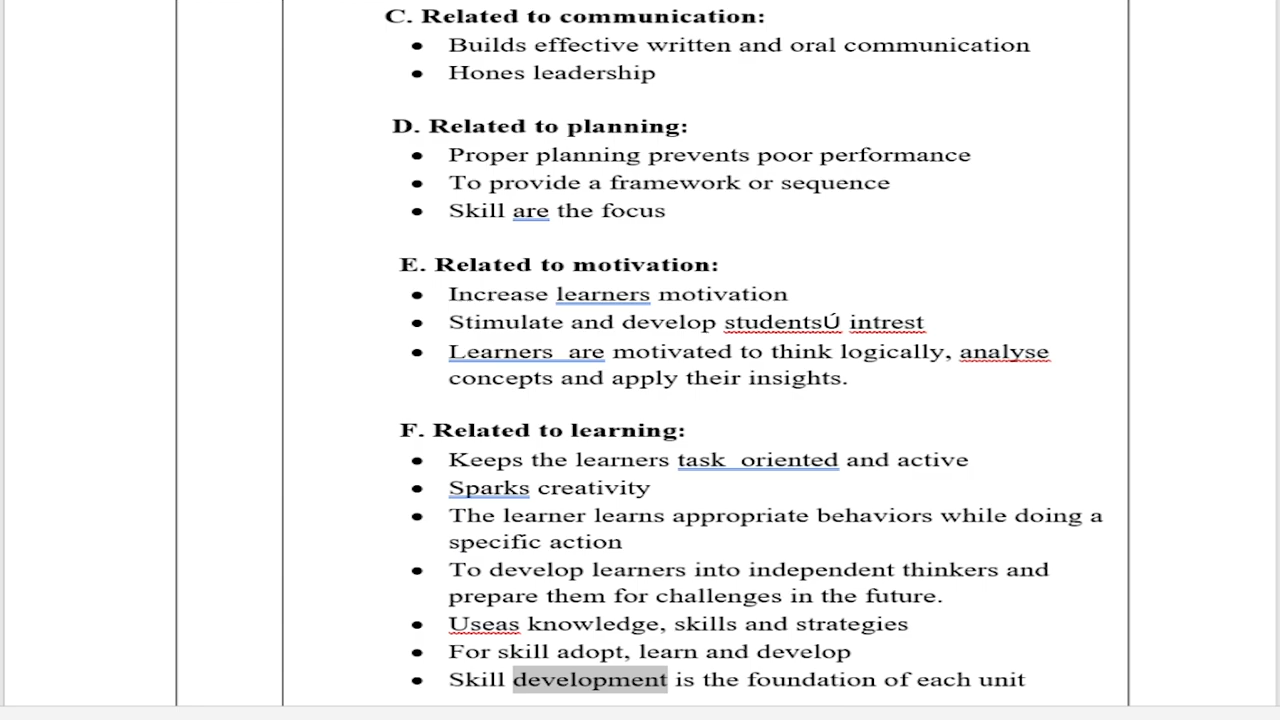 C. Related to communication:
• Builds effective written and oral communication
• Hones leadership
D. Related to planning:
• Proper planning prevents poor performance
• To provide a framework or sequence
• Skill are the focus
E. Related to motivation:
• Increase learners motivation
• Stimulate and develop studentsÚ intrest
• Learners  are motivated to think logically, analyse
concepts and apply their insights.
F. Related to learning:
• Keeps the learners task  oriented and active
• Sparks creativity
• The learner learns appropriate behaviors while doing a
specific action
• To develop learners into independent thinkers and
prepare them for challenges in the future.
• Useas knowledge, skills and strategies
• For skill adopt, learn and develop
• Skill development is the foundation of each unit